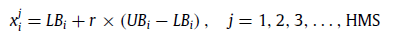 x_i^j = LB_i + r × (UB_i − LB_i), j = 1, 2, 3, . . . , HMS